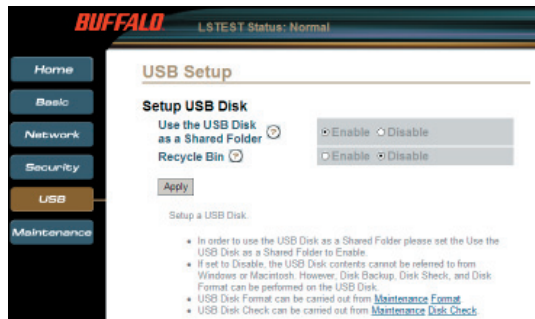 BUFFALO
LSTEST Status: Normal
Home
Basic
Network
Security
USB
Maintenance
USB Setup
Setup USB Disk
Use the USB Disk
as a Shared Folder ?
Enable Disable
Recycle Bin ?
Enable Disable
Apply
Setup a USB Disk.
• In order to use the USB Disk as a Shared Folder please set the Use the
USB Disk as a Shared Folder to Enable.
• If set to Disable, the USB Disk contents cannot be referred to from
Windows or Macintosh. However, Disk Backup, Disk Sheck, and Disk
Format can be performed on the USB Disk.
• USB Disk Format can be carried out from Maintenance Format
• USB Disk Check can be carried out from Maintenance Disk Check